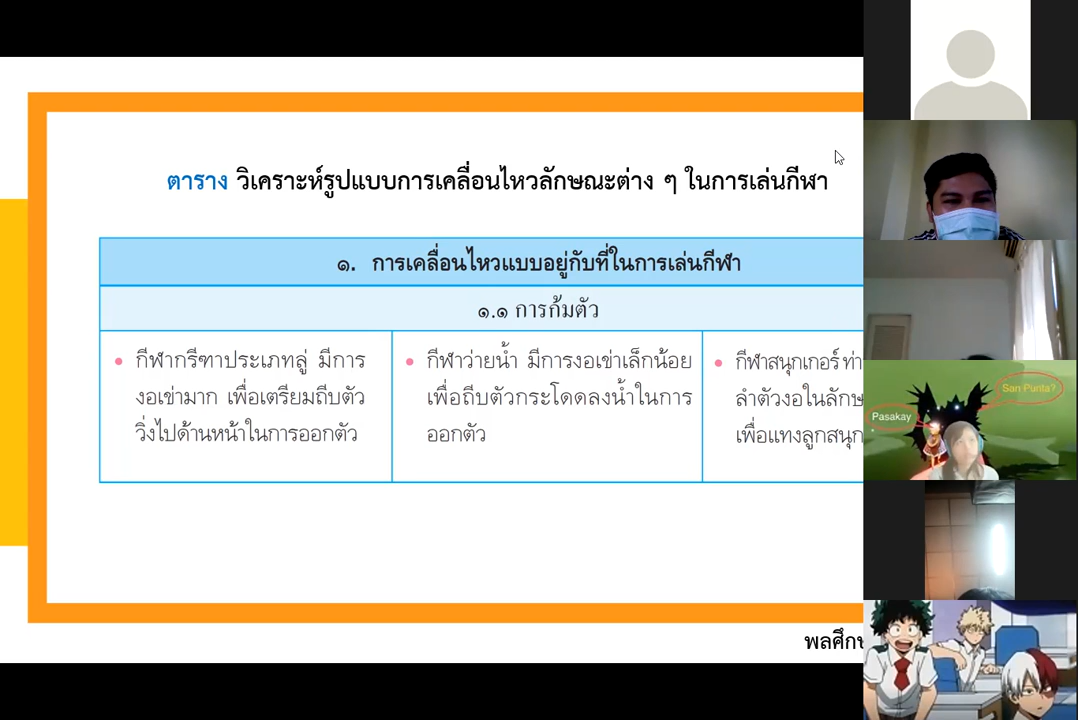 ตาราง วิเคราะห์รูปแบบการเคลื่อนไหวลักษณะต่าง ๆ ในการเล่นกีฬา
๑. การเคลื่อนไหวแบบอยู่กับที่ในการเล่นกีฬา
๑.๑ การก้มตัว
• กีฬากรีฑาประเภทลู่ มีการ
งอเข่ามาก เพื่อเตรียมถีบตัว
วิ่งไปด้านหน้าในการออกตัว
• กีฬาว่ายน้ำ มีการงอเข่าเล็กน้อย
เพื่อถีบตัวกระโดดลงน้ำในการ
ออกตัว
• กีฬาสนุกเกอร์ ท่า
ลำตัวงอในลักษ
เพื่อแทงลูกสนุก
San Punta?
Pasakay
พลศึกษ